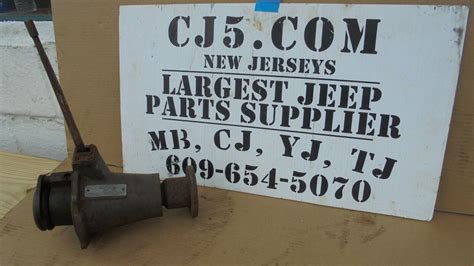 CJ5.COM
NEW JERSEYS
LARGEST JEEP
PARTS SUPPLIER
MB, CJ, YJ, TJ
609-654-5070